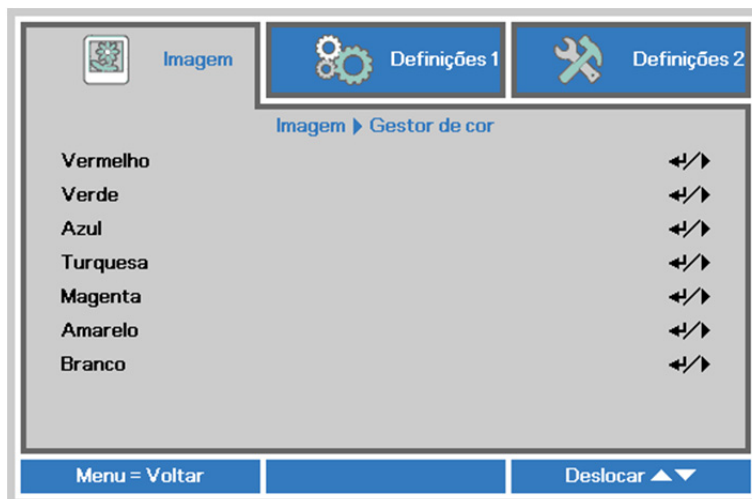 Imagem Definições 1 Definições 2
Imagem Gestor de cor
Vermelho
Verde
Azul
Turquesa
Magenta
Amarelo
Branco
Menu = Voltar Deslocar